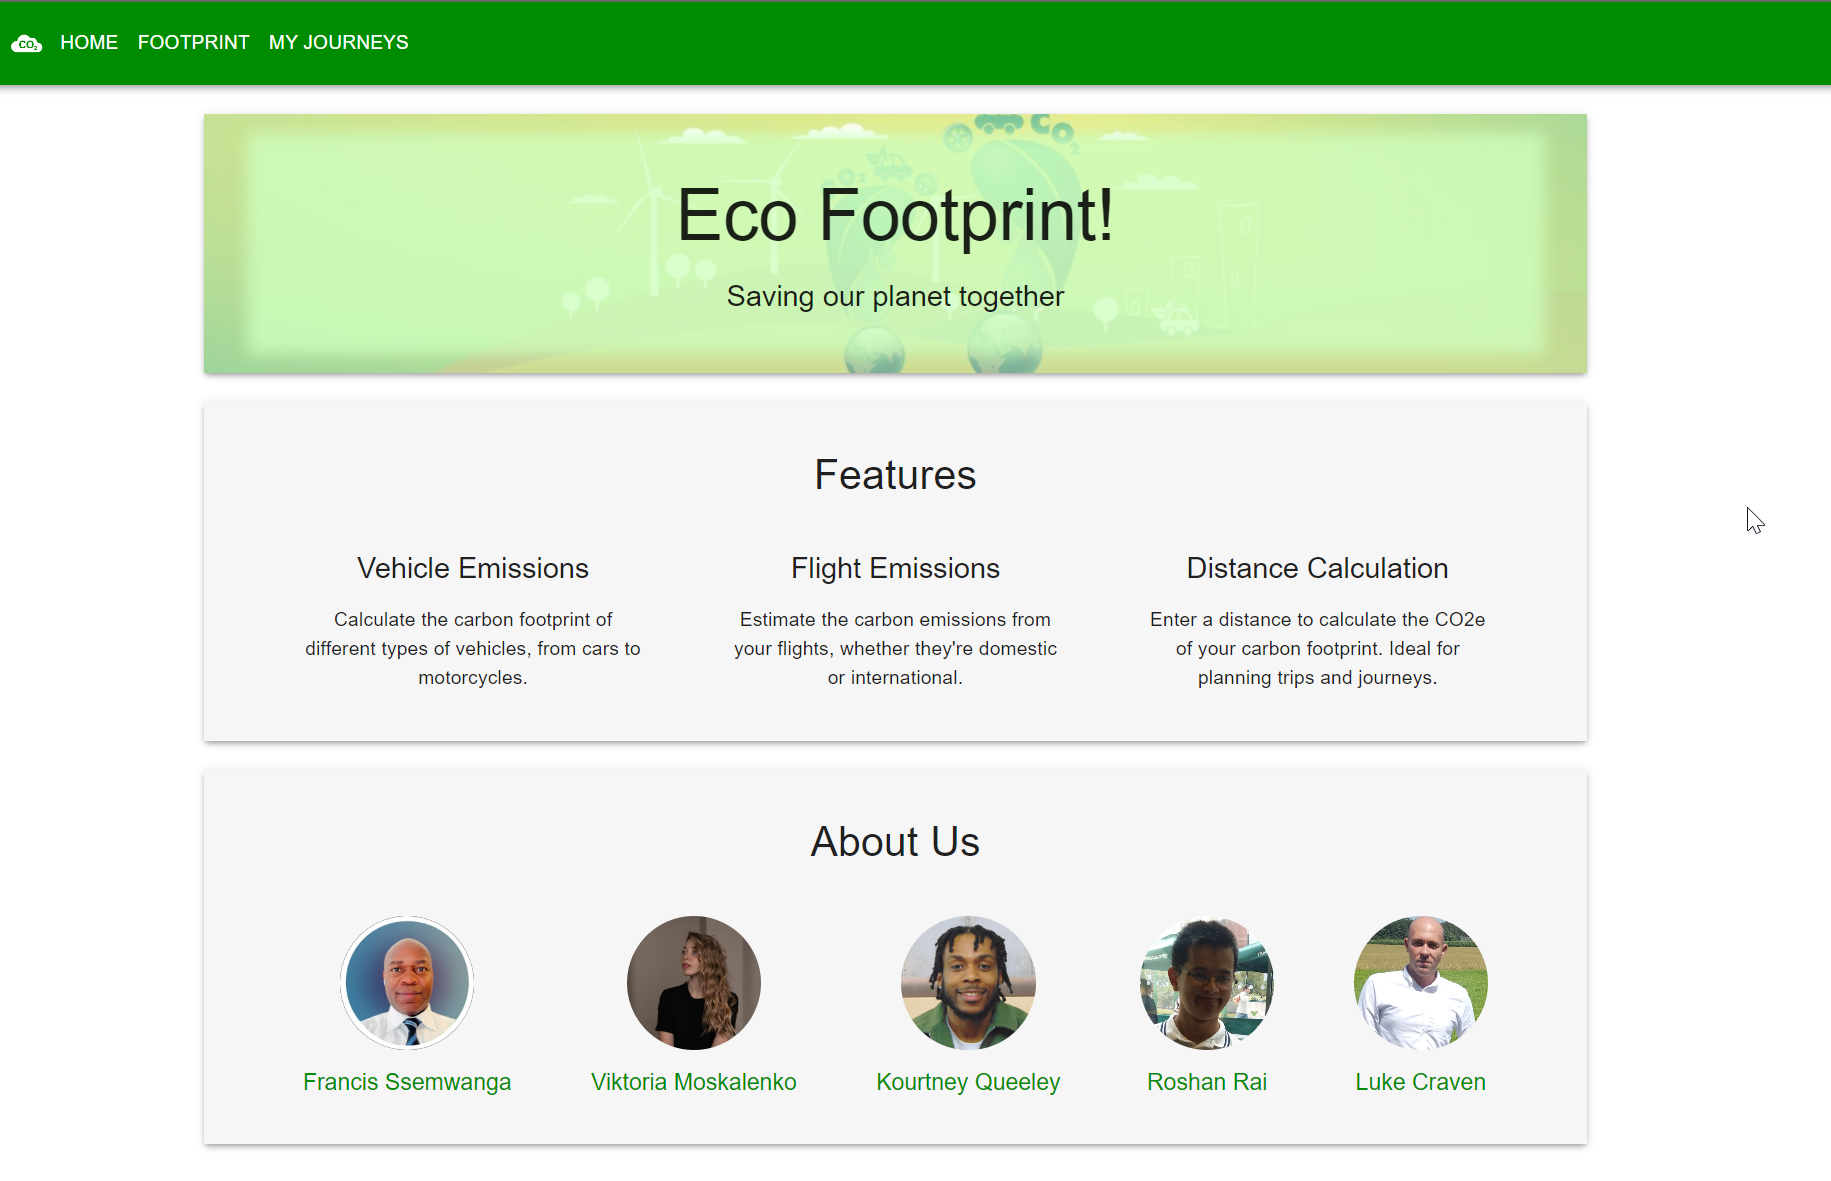 CO₂ HOME FOOTPRINT MY JOURNEYS
CO₂
CO₂
Eco Footprint!
Saving our planet together
Features
Vehicle Emissions
Calculate the carbon footprint of
different types of vehicles, from cars to
motorcycles.
Flight Emissions
Estimate the carbon emissions from
your flights, whether they're domestic
or international.
Distance Calculation
Enter a distance to calculate the CO2e
of your carbon footprint. Ideal for
planning trips and journeys.
About Us
Francis Ssemwanga
Viktoria Moskalenko
Kourtney Queeley
Roshan Rai
Luke Craven